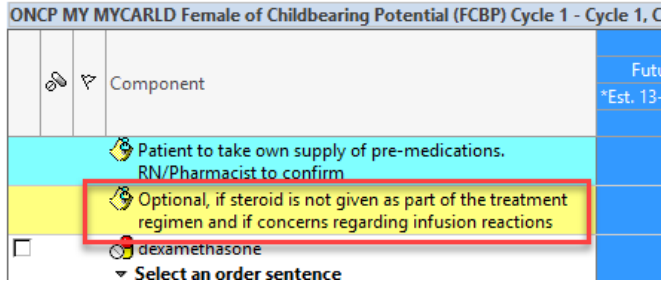 ONCP MY MYCARLD Female of Childbearing Potential (FCBP) Cycle 1 - Cycle 1, C
Futu
Component
*Est. 13-
Patient to take own supply of pre-medications.
RN/Pharmacist to confirm
Optional, if steroid is not given as part of the treatment
regimen and if concerns regarding infusion reactions
dexamethasone
Select an order sentence